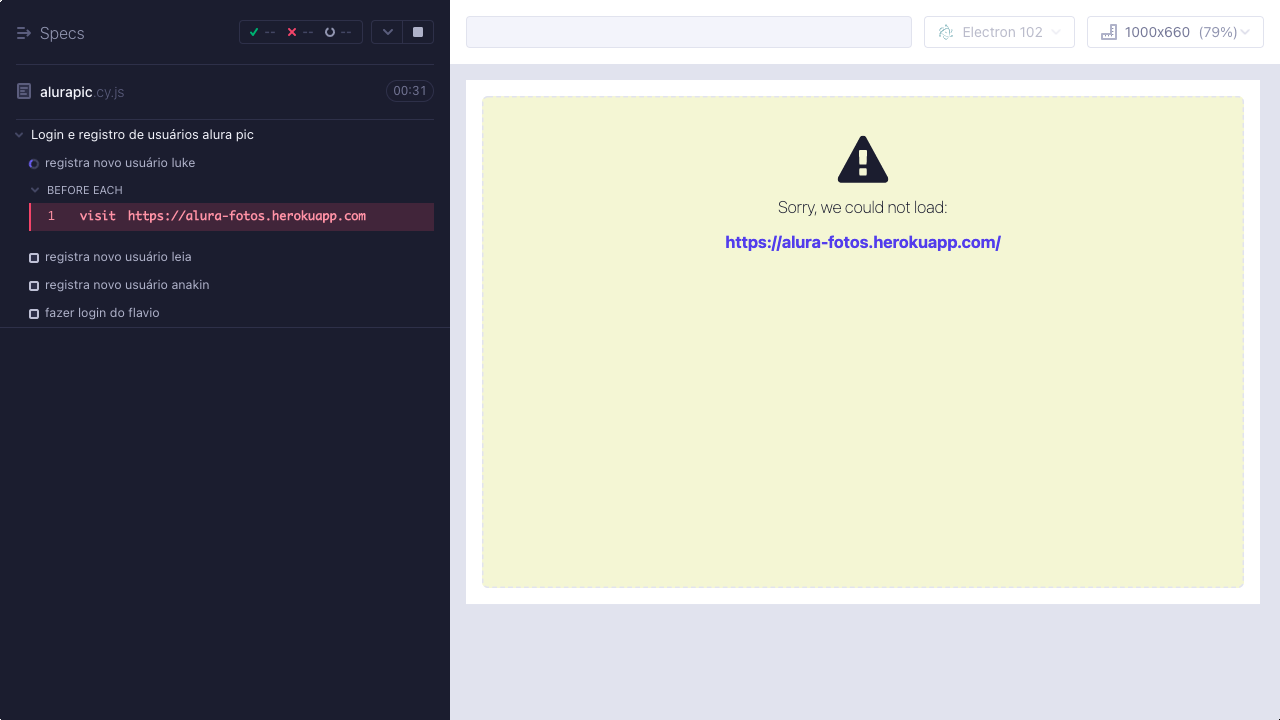 Specs
-- -- --
alurapic.cy.js 00:31
Login e registro de usuários alura pic
registra novo usuário luke
BEFORE EACH
1 visit https://alura-fotos.herokuapp.com
registra novo usuário leia
registra novo usuário anakin
fazer login do flavio
Electron 102
1000x660 (79%)
Sorry, we could not load:
https://alura-fotos.herokuapp.com/